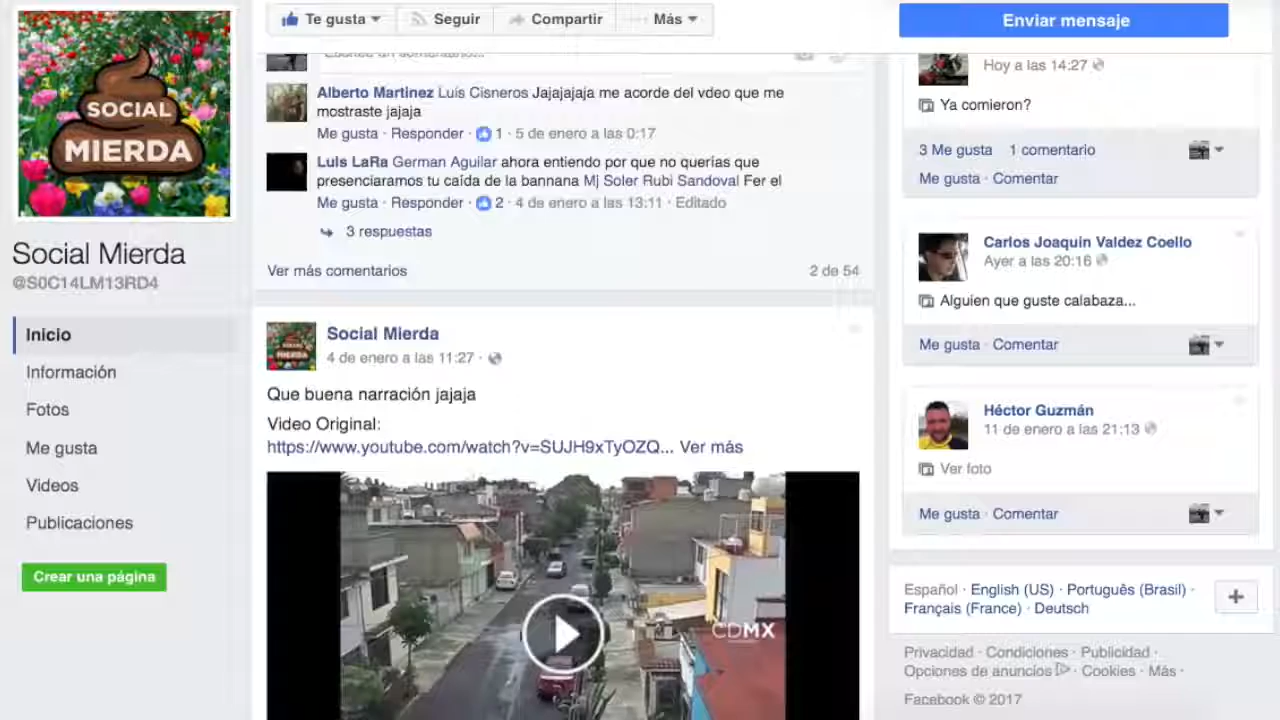 Te gusta
Seguir
Compartir
Más
Enviar mensaje
SOCIAL
MIERDA
Social Mierda
@S0C14LM13RD4
Inicio
Información
Fotos
Me gusta
Videos
Publicaciones
Crear una página
Escribe un comentario...
Alberto Martinez Luis Cisneros Jajajajaja me acorde del vdeo que me
mostraste jajaja
Me gusta · Responder · 1 · 5 de enero a las 0:17
Luis LaRa German Aguilar ahora entiendo por que no querías que
presenciaramos tu caída de la bannana Mj Soler Rubi Sandoval Fer el
Me gusta · Responder · 2 · 4 de enero a las 13:11 · Editado
3 respuestas
Ver más comentarios
2 de 54
Social Mierda
4 de enero a las 11:27 ·
Que buena narración jajaja
Video Original:
https://www.youtube.com/watch?v=SUJH9xTyOZQ... Ver más
CDMX
Hoy a las 14:27
Ya comieron?
3 Me gusta 1 comentario
Me gusta · Comentar
Carlos Joaquin Valdez Coello
Ayer a las 20:16
Alguien que guste calabaza...
Me gusta · Comentar
Héctor Guzmán
11 de enero a las 21:13
Ver foto
Me gusta · Comentar
Español · English (US) · Português (Brasil) ·
Français (France) · Deutsch
Privacidad · Condiciones · Publicidad ·
Opciones de anuncios · Cookies · Más ·
Facebook © 2017